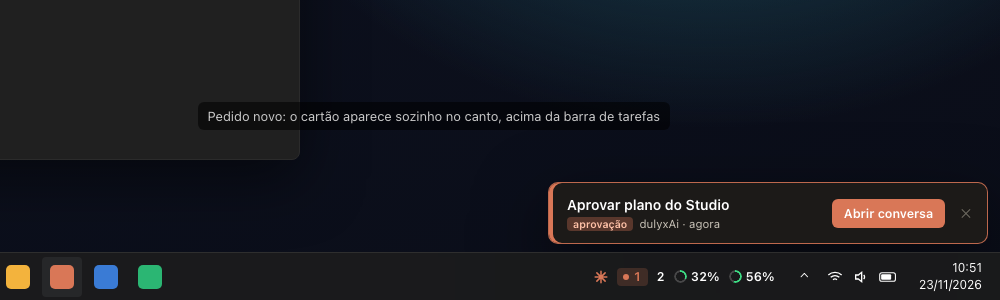 Pedido novo: o cartão aparece sozinho no canto, acima da barra de tarefas
Aprovar plano do Studio
aprovação dulyxAi · agora
Abrir conversa
1 2 32% 56%
10:51
23/11/2026